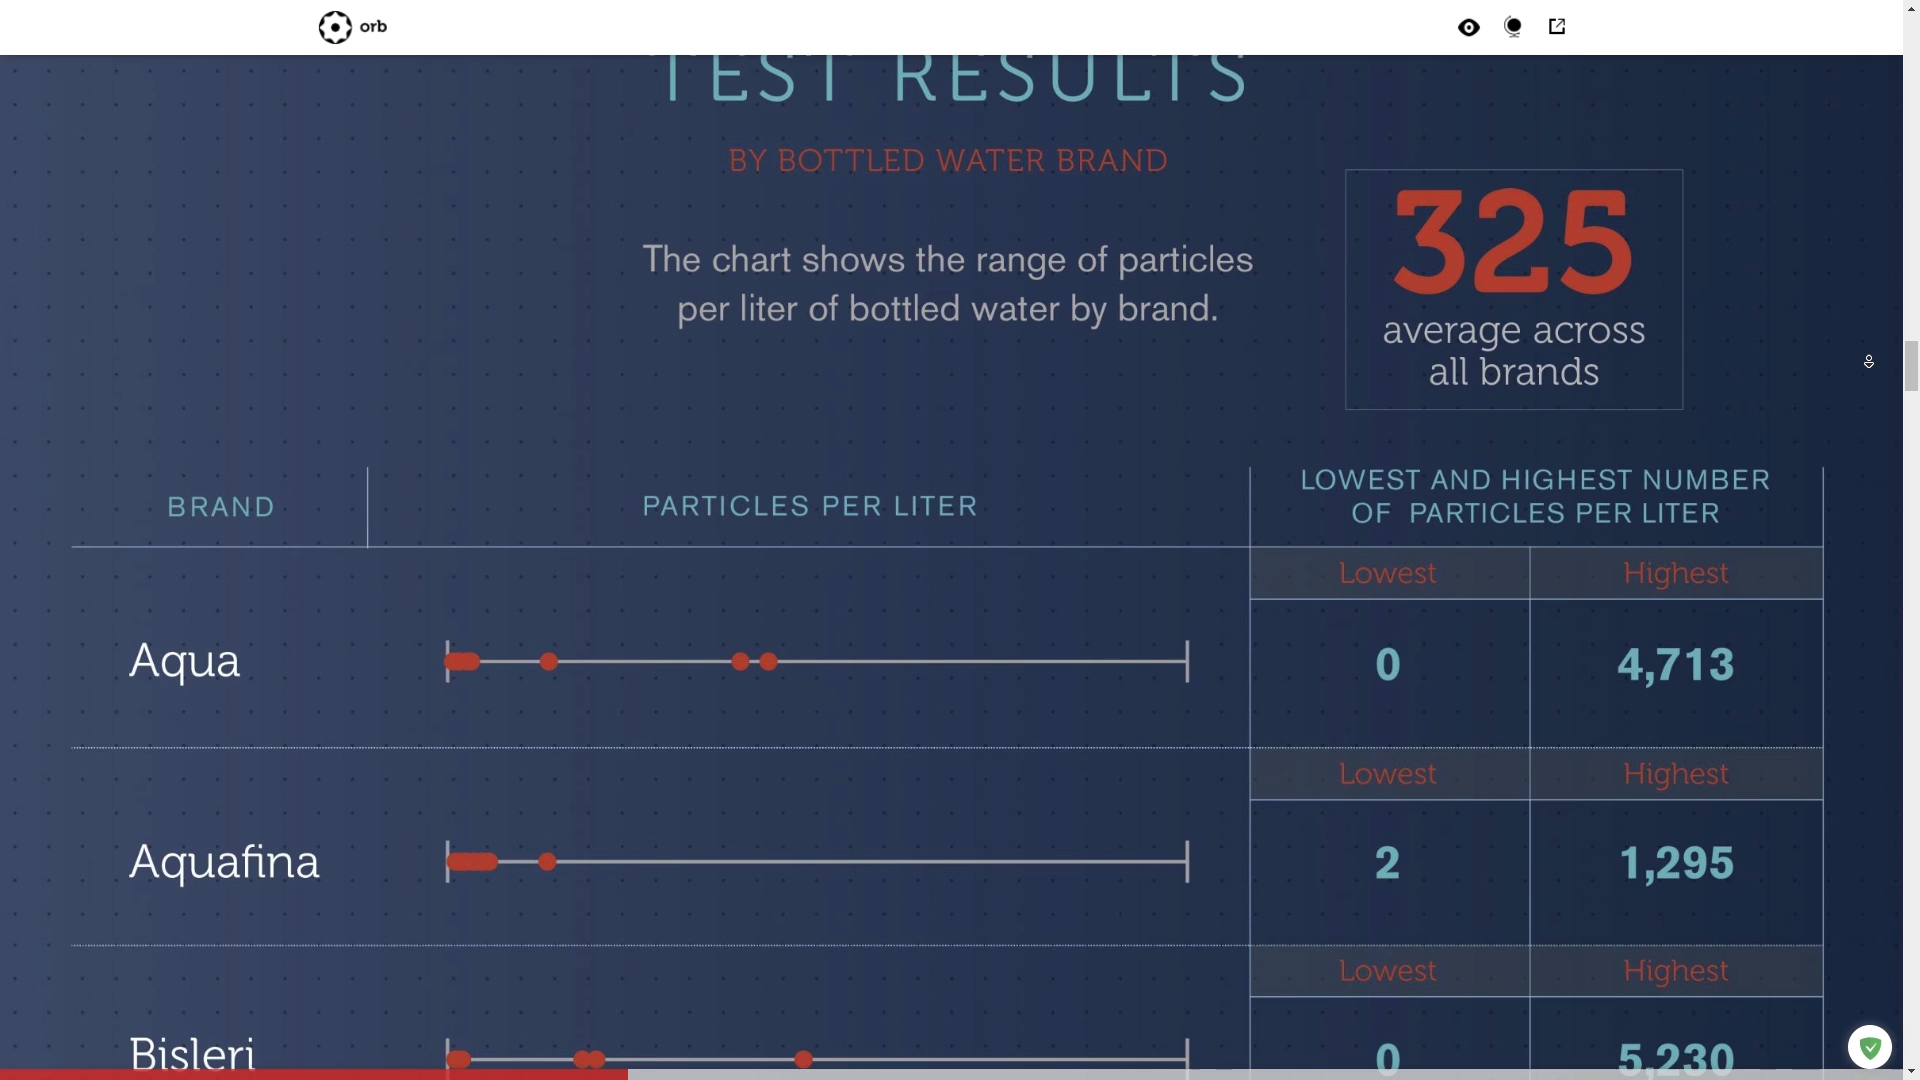 orb
TEST RESULTS
BY BOTTLED WATER BRAND
The chart shows the range of particles
per liter of bottled water by brand.
325
average across
all brands
BRAND
PARTICLES PER LITER
LOWEST AND HIGHEST NUMBER
OF PARTICLES PER LITER
Lowest Highest
Aqua 0 4,713
Lowest Highest
Aquafina 2 1,295
Lowest Highest
Bisleri 0 5,230